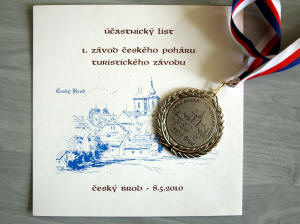 účastnický list
1. závod českého poháru
turistického závodu
Český Brod
český brod - 8.5.2010